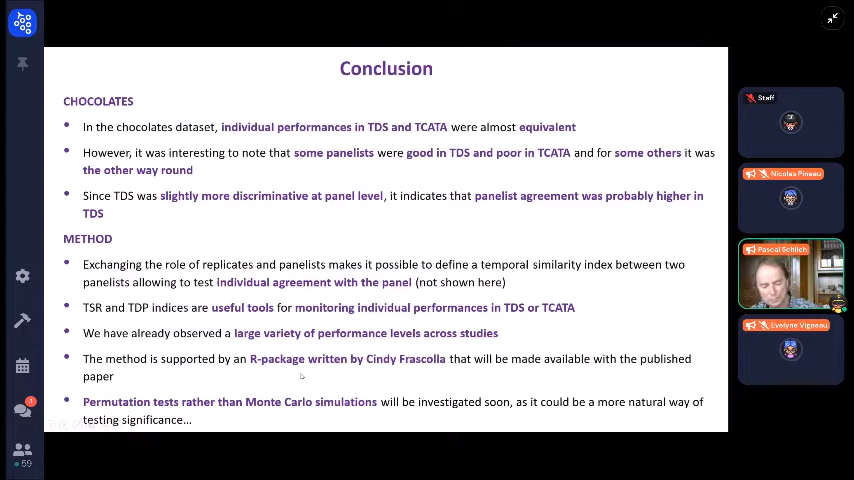 Conclusion
CHOCOLATES
• In the chocolates dataset, individual performances in TDS and TCATA were almost equivalent
• However, it was interesting to note that some panelists were good in TDS and poor in TCATA and for some others it was
the other way round
• Since TDS was slightly more discriminative at panel level, it indicates that panelist agreement was probably higher in
TDS
METHOD
• Exchanging the role of replicates and panelists makes it possible to define a temporal similarity index between two
panelists allowing to test individual agreement with the panel (not shown here)
• TSR and TDP indices are useful tools for monitoring individual performances in TDS or TCATA
• We have already observed a large variety of performance levels across studies
• The method is supported by an R-package written by Cindy Frascolla that will be made available with the published
paper
• Permutation tests rather than Monte Carlo simulations will be investigated soon, as it could be a more natural way of
testing significance...
Staff
Nicolas Pineau
Pascal Schlich
Evelyne Vigneau
1
59